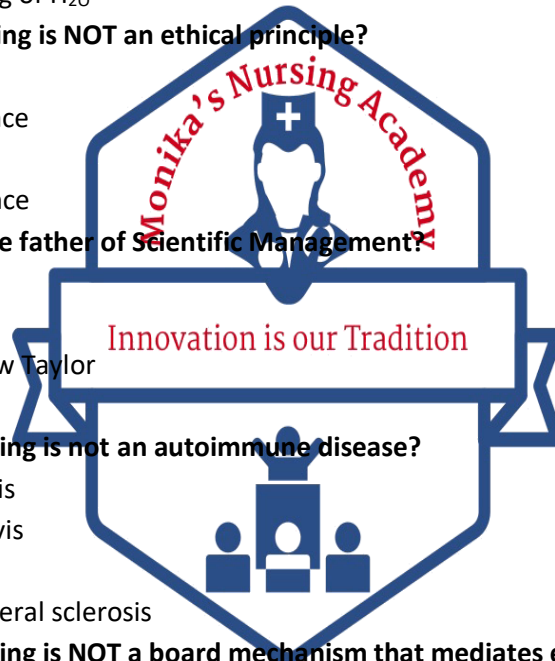 g of H₂O
ing is NOT an ethical principle?
nce
nce
e father of Scientific Management?
w Taylor
ing is not an autoimmune disease?
is
vis
eral sclerosis
ing is NOT a board mechanism that mediates
Monika's Nursing Academy
Innovation is our Tradition